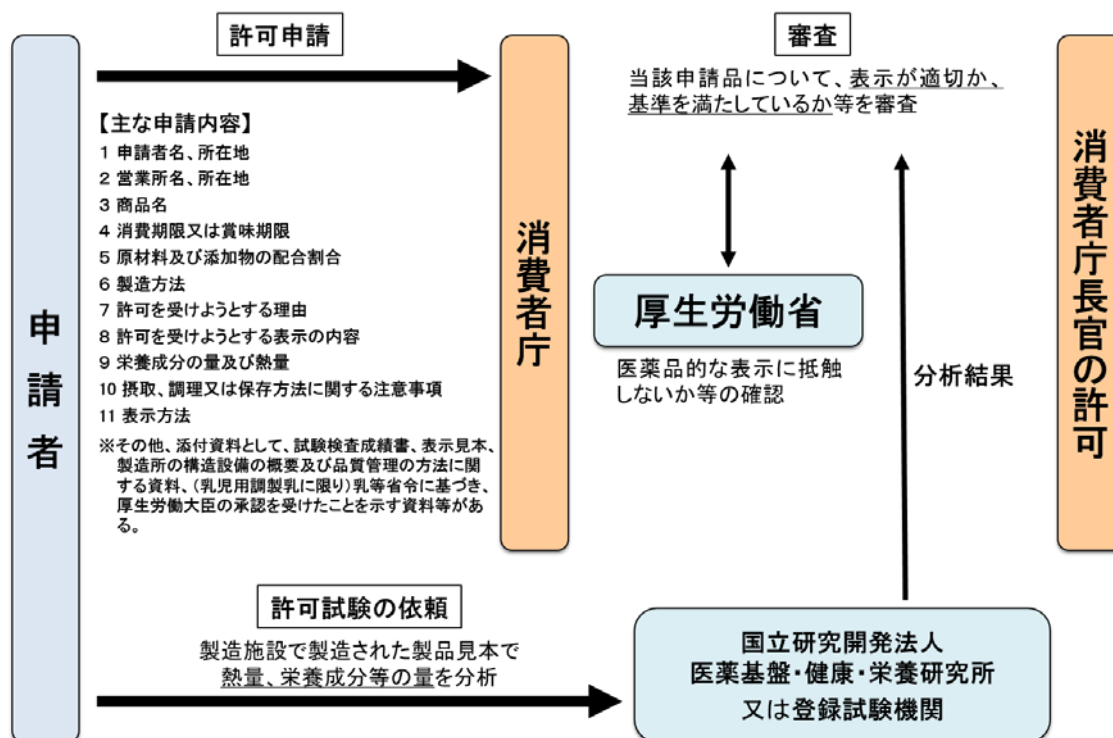 許可申請
審査
申請者
【主な申請内容】
1 申請者名、所在地
2 営業所名、所在地
3 商品名
4 消費期限又は賞味期限
5 原材料及び添加物の配合割合
6 製造方法
7 許可を受けようとする理由
8 許可を受けようとする表示の内容
9 栄養成分の量及び熱量
10 摂取、調理又は保存方法に関する注意事項
11 表示方法
※その他、添付資料として、試験検査成績書、表示見本、
製造所の構造設備の概要及び品質管理の方法に関
する資料、(乳児用調製乳に限り)乳等省令に基づき、
厚生労働大臣の承認を受けたことを示す資料等があ
る。
消費者庁
当該申請品について、表示が適切か、
基準を満たしているか等を審査
厚生労働省
医薬品的な表示に抵触
しないか等の確認
分析結果
消費者庁長官の許可
許可試験の依頼
製造施設で製造された製品見本で
熱量、栄養成分等の量を分析
国立研究開発法人
医薬基盤・健康・栄養研究所
又は登録試験機関